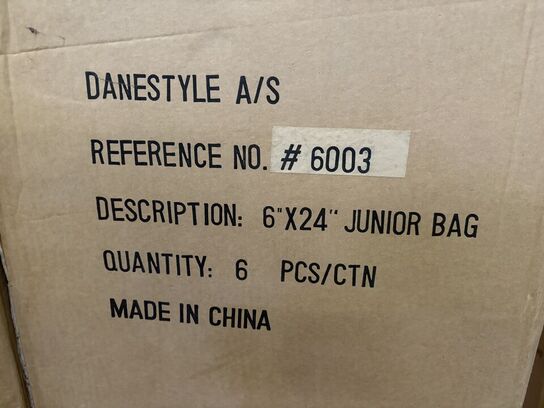 DANESTYLE A/S
REFERENCE NO. # 6003
DESCRIPTION: 6"X24" JUNIOR BAG
QUANTITY: 6 PCS/CTN
MADE IN CHINA